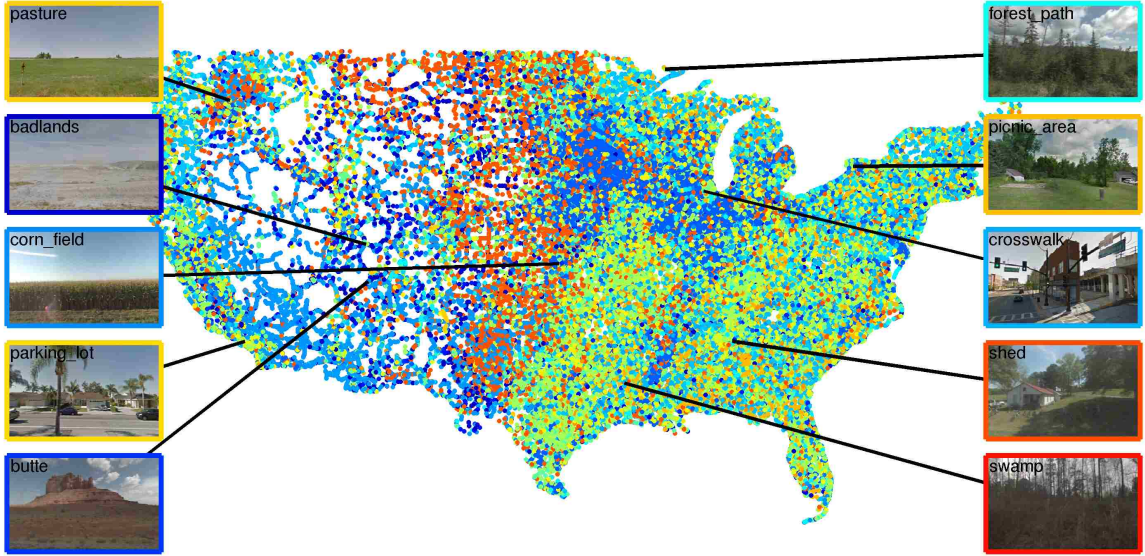 pasture
badlands
corn_field
parking_lot
butte
forest_path
picnic_area
crosswalk
shed
swamp